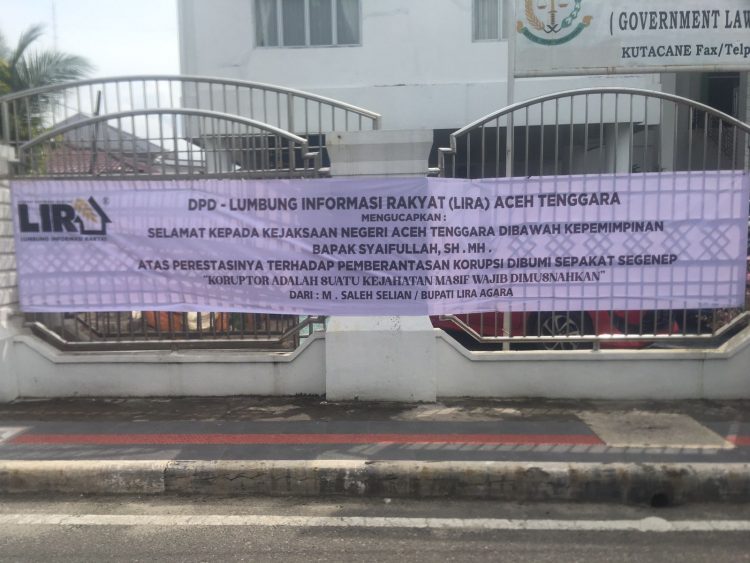 ( GOVERNMENT LAW
KUTACANE Fax/Telp
LIRA ®
LUMBUNG INFORMASI RAKYAT
DPD - LUMBUNG INFORMASI RAKYAT (LIRA) ACEH TENGGARA
MENGUCAPKAN :
SELAMAT KEPADA KEJAKSAAN NEGERI ACEH TENGGARA DIBAWAH KEPEMIMPINAN
BAPAK SYAIFULLAH, SH . MH .
ATAS PERESTASINYA TERHADAP PEMBERANTASAN KORUPSI DIBUMI SEPAKAT SEGENEP
"KORUPTOR ADALAH SUATU KEJAHATAN MASIF WAJIB DIMUSNAHKAN"
DARI : M . SALEH SELIAN / BUPATI LIRA AGARA